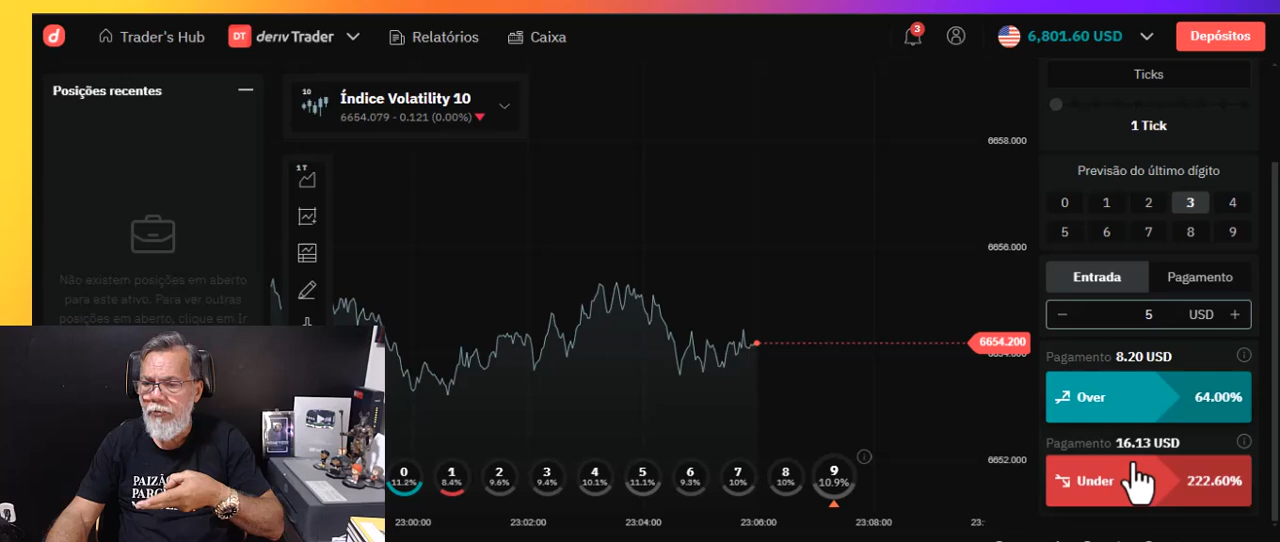 d
Trader's Hub
DT deriv Trader
Relatórios
Caixa
3
6,801.60 USD
Depósitos
Posições recentes
Não existem posições em aberto
para este ativo. Para ver outras
posições em aberto, clique em Ir
10
Índice Volatility 10
6654.079 - 0.121 (0.00%)
1T
6658.000
6656.000
6654.200
6652.000
0 1 2 3 4 5 6 7 8 9
11.2% 8.4% 9.6% 9.4% 10.1% 11.1% 9.3% 10% 10% 10.9%
23:00:00 23:02:00 23:04:00 23:06:00 23:08:00 23:
Ticks
1 Tick
Previsão do último dígito
0 1 2 3 4
5 6 7 8 9
Entrada Pagamento
− 5 USD +
Pagamento 8.20 USD
Over 64.00%
Pagamento 16.13 USD
Under 222.60%
PAIZÃO